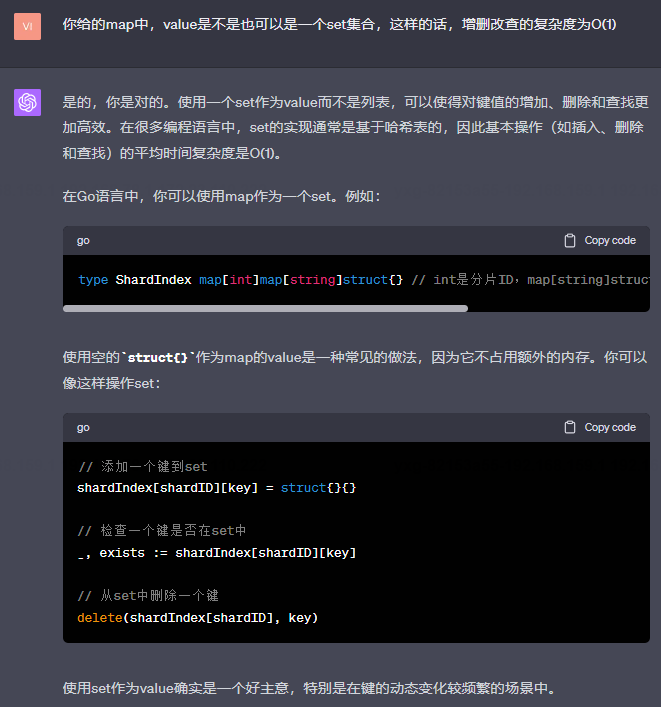 VI
你给的map中，value是不是也可以是一个set集合，这样的话，增删改查的复杂度为O(1)
是的，你是对的。使用一个set作为value而不是列表，可以使得对键值的增加、删除和查找更
加高效。在很多编程语言中，set的实现通常是基于哈希表的，因此基本操作（如插入、删除
和查找）的平均时间复杂度是O(1)。
在Go语言中，你可以使用map作为一个set。例如：
go
Copy code
type ShardIndex map[int]map[string]struct{} // int是分片ID，map[string]struct
使用空的`struct{}`作为map的value是一种常见的做法，因为它不占用额外的内存。你可以
像这样操作set：
go
Copy code
// 添加一个键到set
shardIndex[shardID][key] = struct{}{}
// 检查一个键是否在set中
_, exists := shardIndex[shardID][key]
// 从set中删除一个键
delete(shardIndex[shardID], key)
使用set作为value确实是一个好主意，特别是在键的动态变化较频繁的场景中。